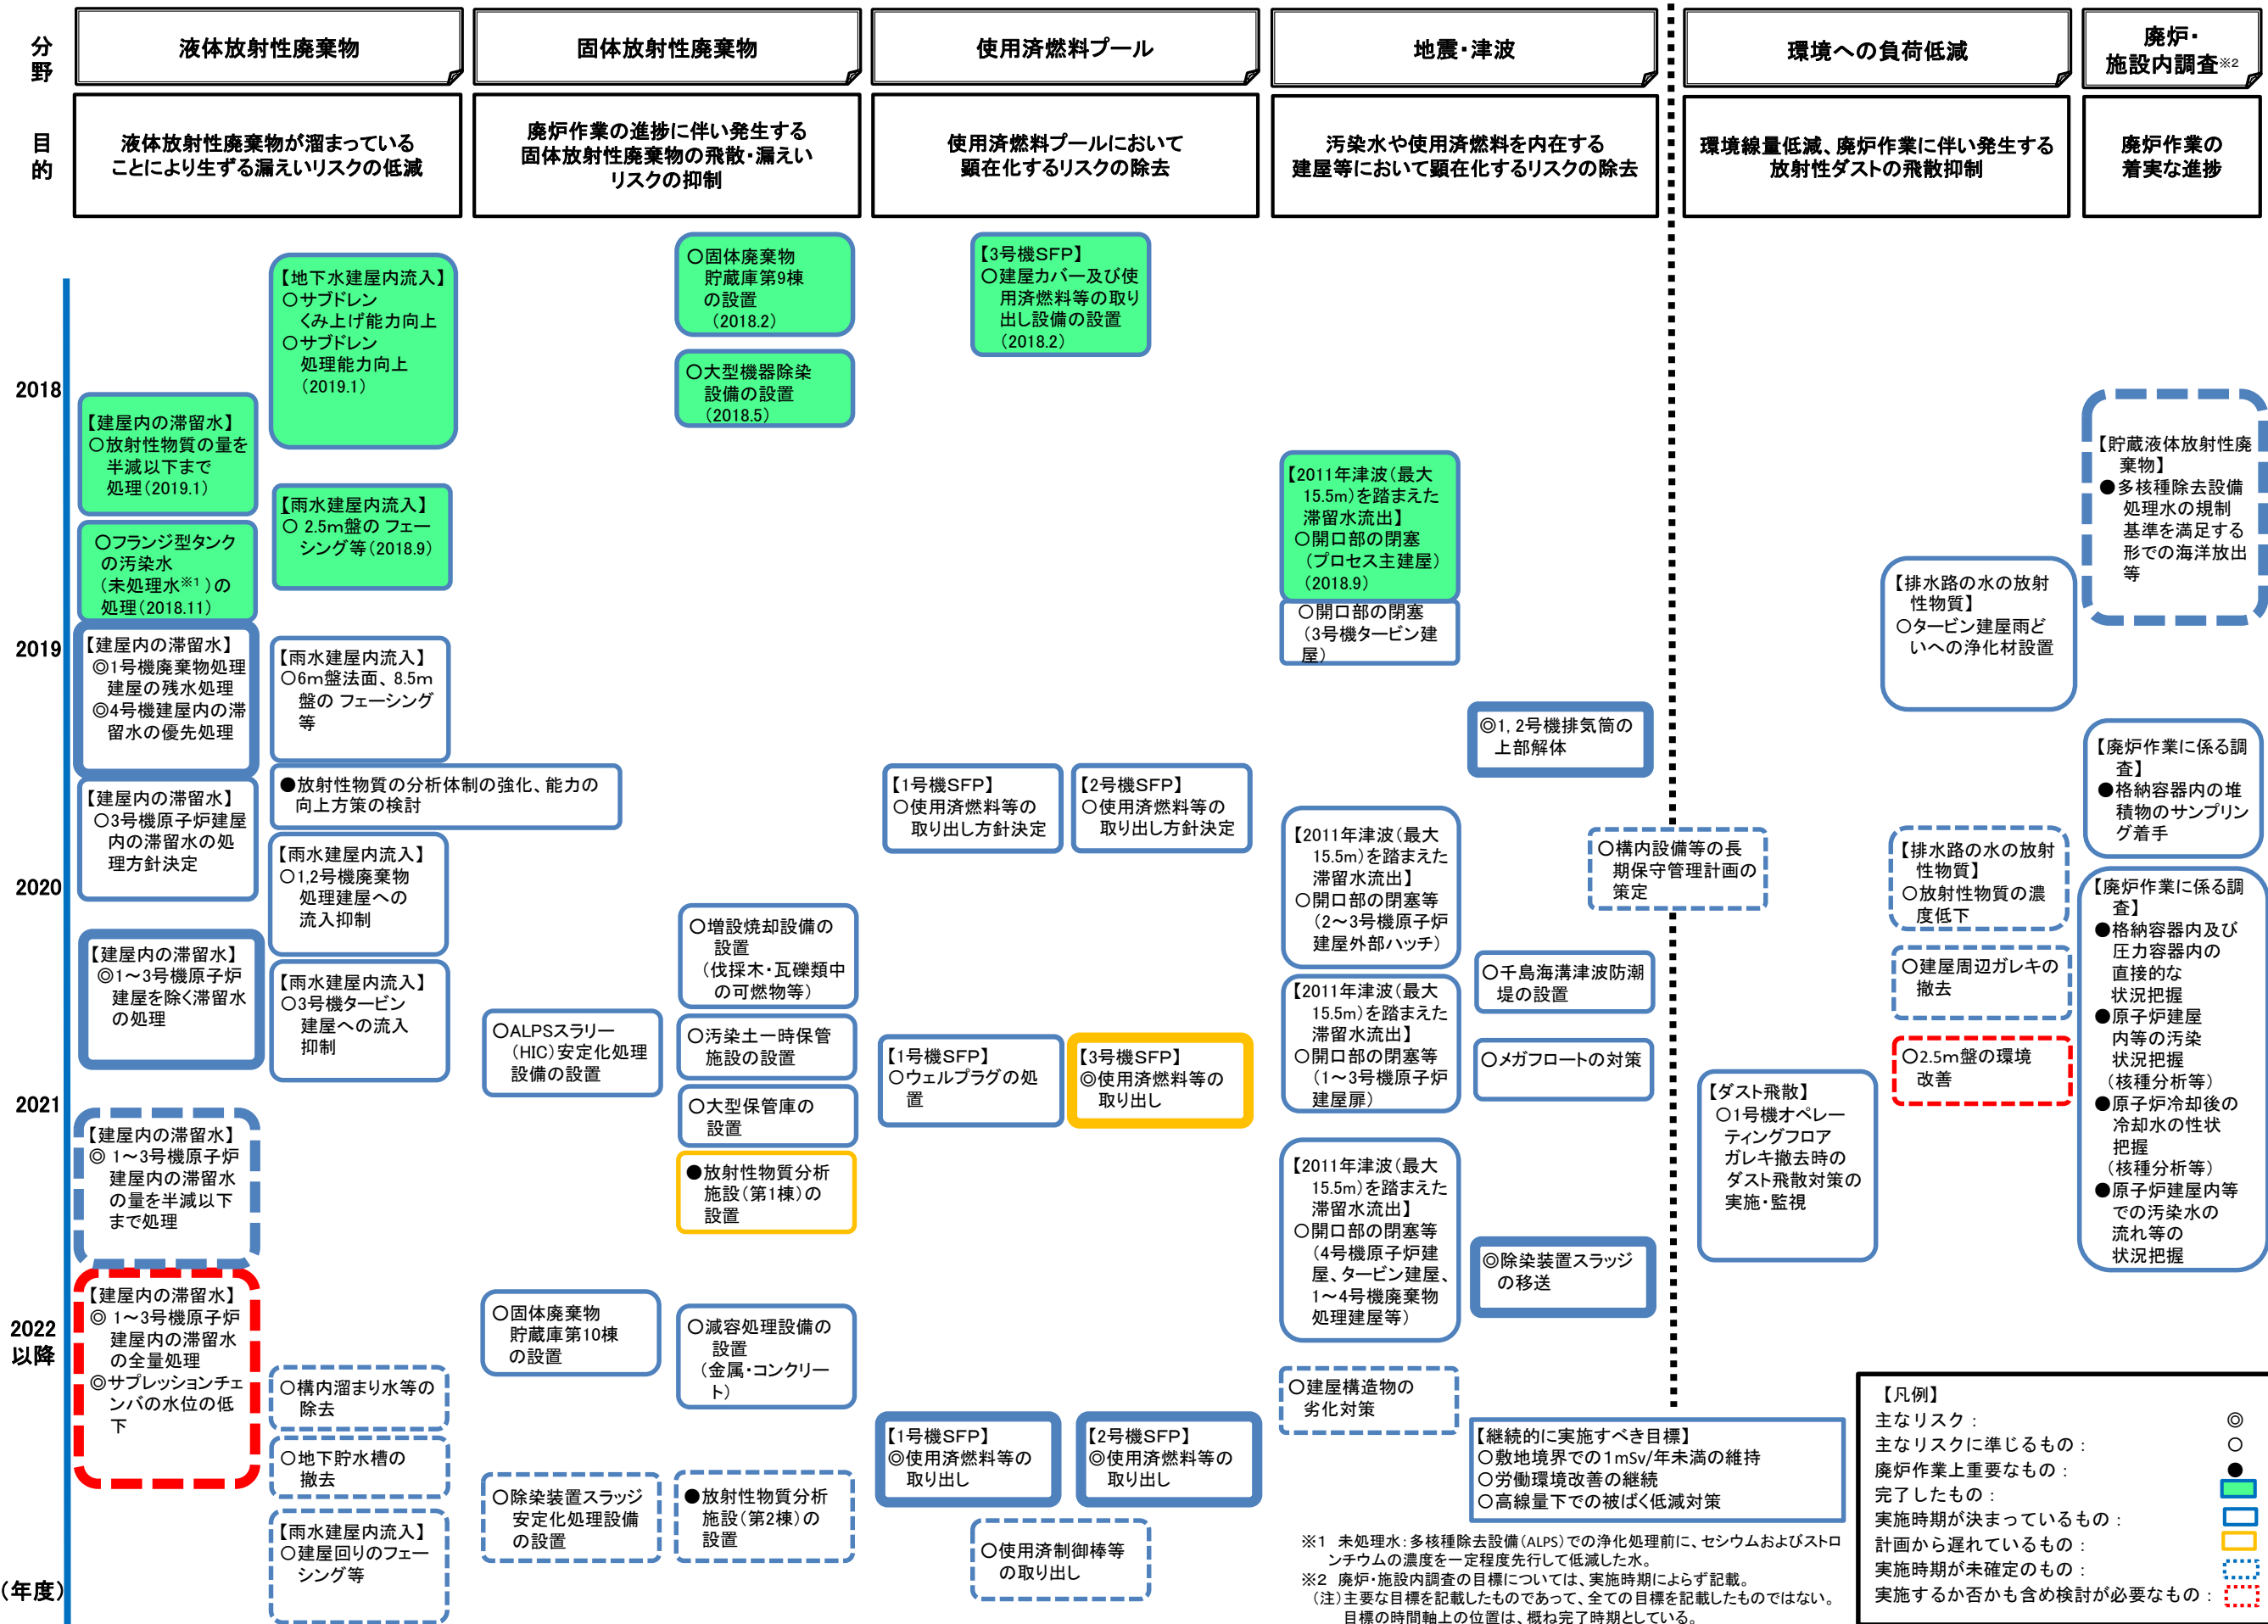 分野
液体放射性廃棄物
固体放射性廃棄物
使用済燃料プール
地震・津波
環境への負荷低減
廃炉・
施設内調査※2
目的
液体放射性廃棄物が溜まっている
ことにより生ずる漏えいリスクの低減
廃炉作業の進捗に伴い発生する
固体放射性廃棄物の飛散・漏えい
リスクの抑制
使用済燃料プールにおいて
顕在化するリスクの除去
汚染水や使用済燃料を内在する
建屋等において顕在化するリスクの除去
環境線量低減、廃炉作業に伴い発生する
放射性ダストの飛散抑制
廃炉作業の
着実な進捗
2018
2019
2020
2021
2022
以降
(年度)
【建屋内の滞留水】
○放射性物質の量を
半減以下まで
処理(2019.1)
○フランジ型タンク
の汚染水
(未処理水※1)の
処理(2018.11)
【建屋内の滞留水】
◎1号機廃棄物処理
建屋の残水処理
◎4号機建屋内の滞
留水の優先処理
【建屋内の滞留水】
○3号機原子炉建屋
内の滞留水の処
理方針決定
【建屋内の滞留水】
◎1～3号機原子炉
建屋を除く滞留水
の処理
【建屋内の滞留水】
◎ 1～3号機原子炉
建屋内の滞留水
の量を半減以下
まで処理
【建屋内の滞留水】
◎ 1～3号機原子炉
建屋内の滞留水
の全量処理
◎サプレッションチェ
ンバの水位の低
下
【地下水建屋内流入】
○サブドレン
くみ上げ能力向上
○サブドレン
処理能力向上
(2019.1)
【雨水建屋内流入】
○ 2.5m盤の フェー
シング等(2018.9)
【雨水建屋内流入】
○6m盤法面、8.5m
盤の フェーシング
等
●放射性物質の分析体制の強化、能力の
向上方策の検討
【雨水建屋内流入】
○1,2号機廃棄物
処理建屋への
流入抑制
【雨水建屋内流入】
○3号機タービン
建屋への流入
抑制
○構内溜まり水等の
除去
○地下貯水槽の
撤去
【雨水建屋内流入】
○建屋回りのフェー
シング等
○固体廃棄物
貯蔵庫第9棟
の設置
(2018.2)
○大型機器除染
設備の設置
(2018.5)
○増設焼却設備の
設置
(伐採木・瓦礫類中
の可燃物等)
○ALPSスラリー
(HIC)安定化処理
設備の設置
○汚染土一時保管
施設の設置
○大型保管庫の
設置
●放射性物質分析
施設(第1棟)の
設置
○固体廃棄物
貯蔵庫第10棟
の設置
○減容処理設備の
設置
(金属・コンクリー
ト)
○除染装置スラッジ
安定化処理設備
の設置
●放射性物質分析
施設(第2棟)の
設置
【3号機SFP】
○建屋カバー及び使
用済燃料等の取り
出し設備の設置
(2018.2)
【1号機SFP】
○使用済燃料等の
取り出し方針決定
【2号機SFP】
○使用済燃料等の
取り出し方針決定
【1号機SFP】
○ウェルプラグの処
置
【3号機SFP】
◎使用済燃料等の
取り出し
【1号機SFP】
◎使用済燃料等の
取り出し
【2号機SFP】
◎使用済燃料等の
取り出し
○使用済制御棒等
の取り出し
【2011年津波(最大
15.5m)を踏まえた
滞留水流出】
○開口部の閉塞
(プロセス主建屋)
(2018.9)
○開口部の閉塞
(3号機タービン建
屋)
◎1, 2号機排気筒の
上部解体
【2011年津波(最大
15.5m)を踏まえた
滞留水流出】
○開口部の閉塞等
(2～3号機原子炉
建屋外部ハッチ)
○構内設備等の長
期保守管理計画の
策定
【2011年津波(最大
15.5m)を踏まえた
滞留水流出】
○開口部の閉塞等
(1～3号機原子炉
建屋扉)
○千島海溝津波防潮
堤の設置
○メガフロートの対策
【2011年津波(最大
15.5m)を踏まえた
滞留水流出】
○開口部の閉塞等
(4号機原子炉建
屋、タービン建屋、
1～4号機廃棄物
処理建屋等)
◎除染装置スラッジ
の移送
○建屋構造物の
劣化対策
【排水路の水の放射
性物質】
○タービン建屋雨ど
いへの浄化材設置
【排水路の水の放射
性物質】
○放射性物質の濃
度低下
○建屋周辺ガレキの
撤去
○2.5m盤の環境
改善
【ダスト飛散】
○1号機オペレー
ティングフロア
ガレキ撤去時の
ダスト飛散対策の
実施・監視
【貯蔵液体放射性廃
棄物】
●多核種除去設備
処理水の規制
基準を満足する
形での海洋放出
等
【廃炉作業に係る調
査】
●格納容器内の堆
積物のサンプリン
グ着手
【廃炉作業に係る調
査】
●格納容器内及び
圧力容器内の
直接的な
状況把握
●原子炉建屋
内等の汚染
状況把握
(核種分析等)
●原子炉冷却後の
冷却水の性状
把握
(核種分析等)
●原子炉建屋内等
での汚染水の
流れ等の
状況把握
【継続的に実施すべき目標】
○敷地境界での1mSv/年未満の維持
○労働環境改善の継続
○高線量下での被ばく低減対策
※1 未処理水：多核種除去設備(ALPS)での浄化処理前に、セシウムおよびストロ
ンチウムの濃度を一定程度先行して低減した水。
※2 廃炉・施設内調査の目標については、実施時期によらず記載。
(注)主要な目標を記載したものであって、全ての目標を記載したものではない。
目標の時間軸上の位置は、概ね完了時期としている。
【凡例】
主なリスク： ◎
主なリスクに準じるもの： ○
廃炉作業上重要なもの： ●
完了したもの：
実施時期が決まっているもの：
計画から遅れているもの：
実施時期が未確定のもの：
実施するか否かも含め検討が必要なもの：